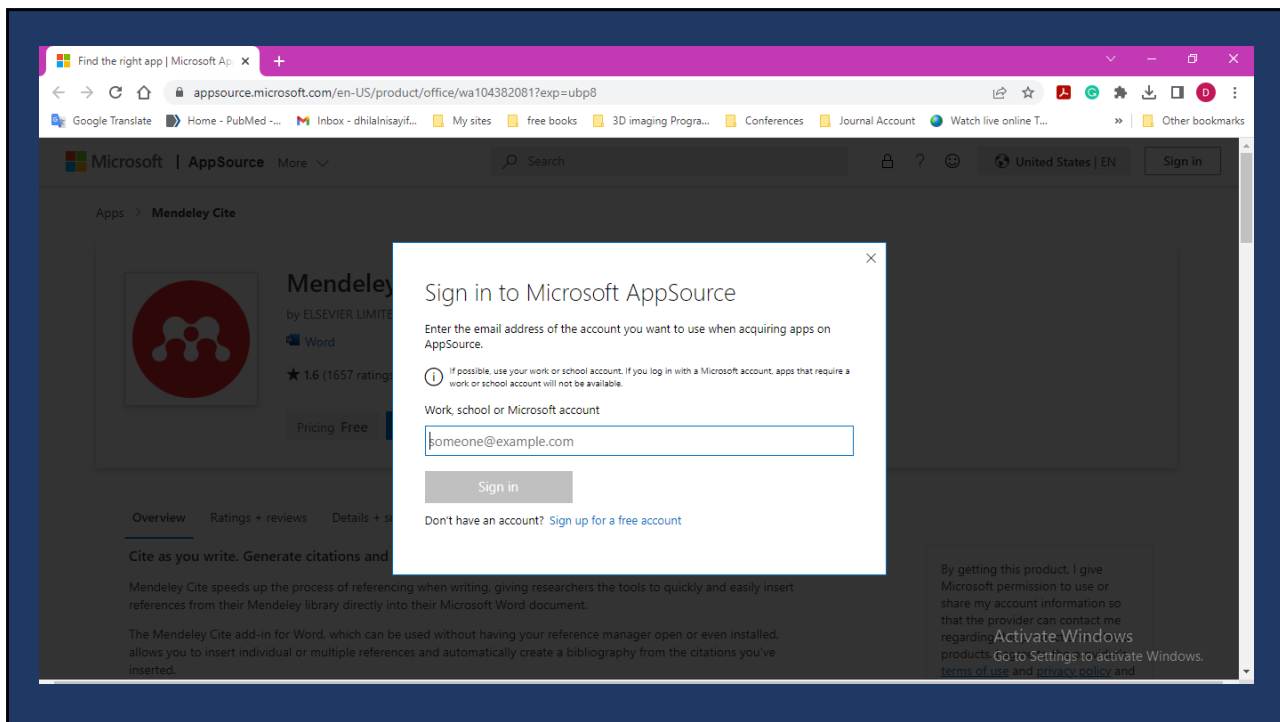 Find the right app | Microsoft Ap
appsource.microsoft.com/en-US/product/office/wa104382081?exp=ubp8
D
Google Translate Home - PubMed -... Inbox - dhilalnisayif... My sites free books 3D imaging Progra... Conferences Journal Account Watch live online T... » Other bookmarks
Microsoft | AppSource More Search ? United States | EN Sign in
Apps > Mendeley Cite
Mendeley
by ELSEVIER LIMITE
Word
★ 1.6 (1657 ratings
Pricing Free
Sign in to Microsoft AppSource
Enter the email address of the account you want to use when acquiring apps on
AppSource.
If possible, use your work or school account. If you log in with a Microsoft account, apps that require a
work or school account will not be available.
Work, school or Microsoft account
someone@example.com
Sign in
Don't have an account? Sign up for a free account
Overview Ratings + reviews Details + su
Cite as you write. Generate citations and
Mendeley Cite speeds up the process of referencing when writing, giving researchers the tools to quickly and easily insert
references from their Mendeley library directly into their Microsoft Word document.
The Mendeley Cite add-in for Word, which can be used without having your reference manager open or even installed,
allows you to insert individual or multiple references and automatically create a bibliography from the citations you've
inserted.
By getting this product, I give
Microsoft permission to use or
share my account information so
that the provider can contact me
regarding
products.
terms of use and privacy policy and
Activate Windows
Go to Settings to activate Windows.